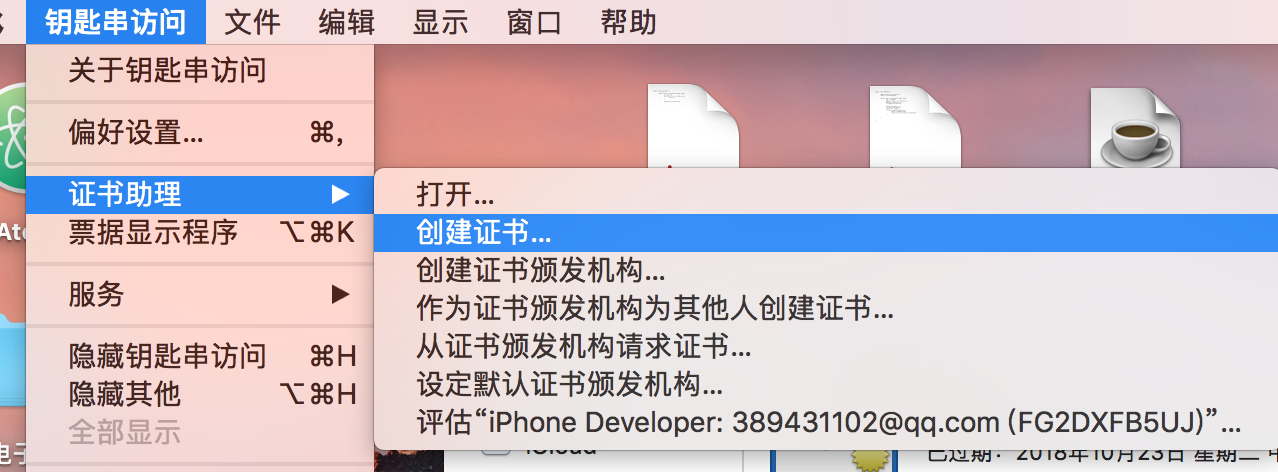 钥匙串访问 文件 编辑 显示 窗口 帮助
关于钥匙串访问
偏好设置... ⌘,
证书助理 ▶
票据显示程序 ⌥⌘K
服务 ▶
隐藏钥匙串访问 ⌘H
隐藏其他 ⌥⌘H
全部显示
打开...
创建证书...
创建证书颁发机构...
作为证书颁发机构为其他人创建证书...
从证书颁发机构请求证书...
设定默认证书颁发机构...
评估“iPhone Developer: 389431102@qq.com (FG2DXFB5UJ)”...
iCloud
已过期：2018年10月23日 星期二